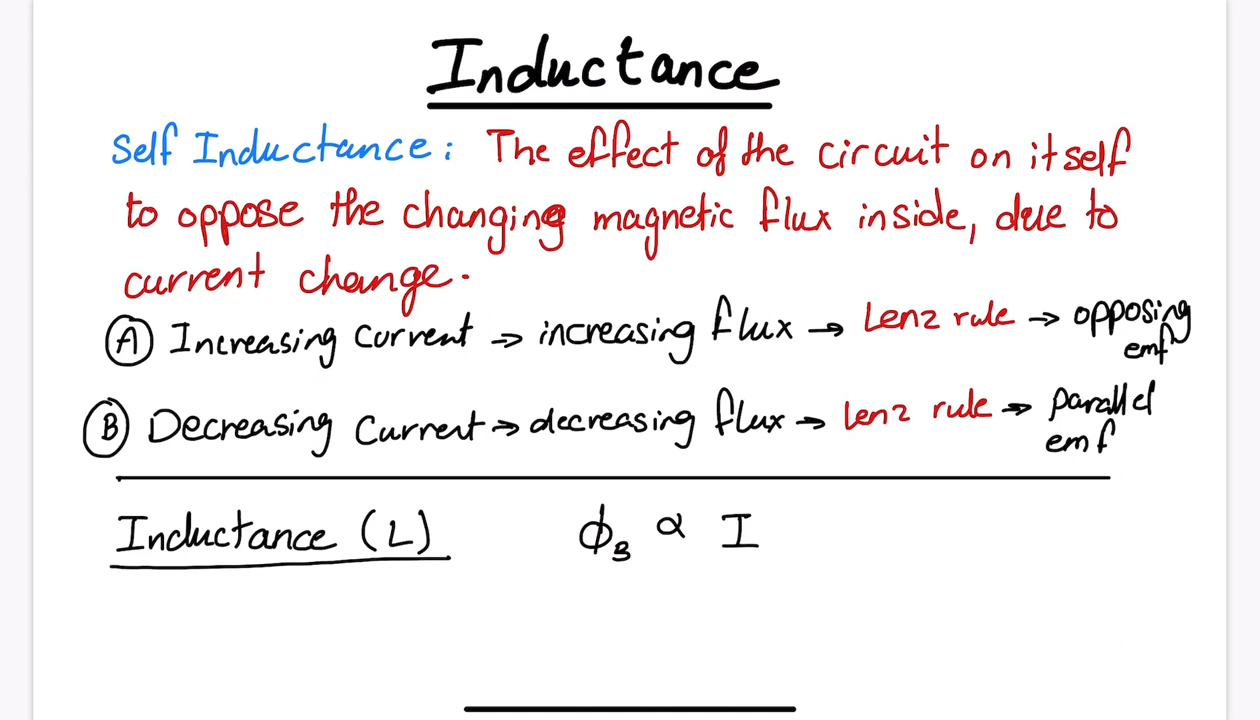 Inductance
Self Inductance: The effect of the circuit on itself
to oppose the changing magnetic flux inside, due to
current change.
A Increasing current → increasing flux → Lenz rule → opposing
emf
B Decreasing current → decreasing flux → Lenz rule → parallel
emf
Inductance (L) ϕB ∝ I